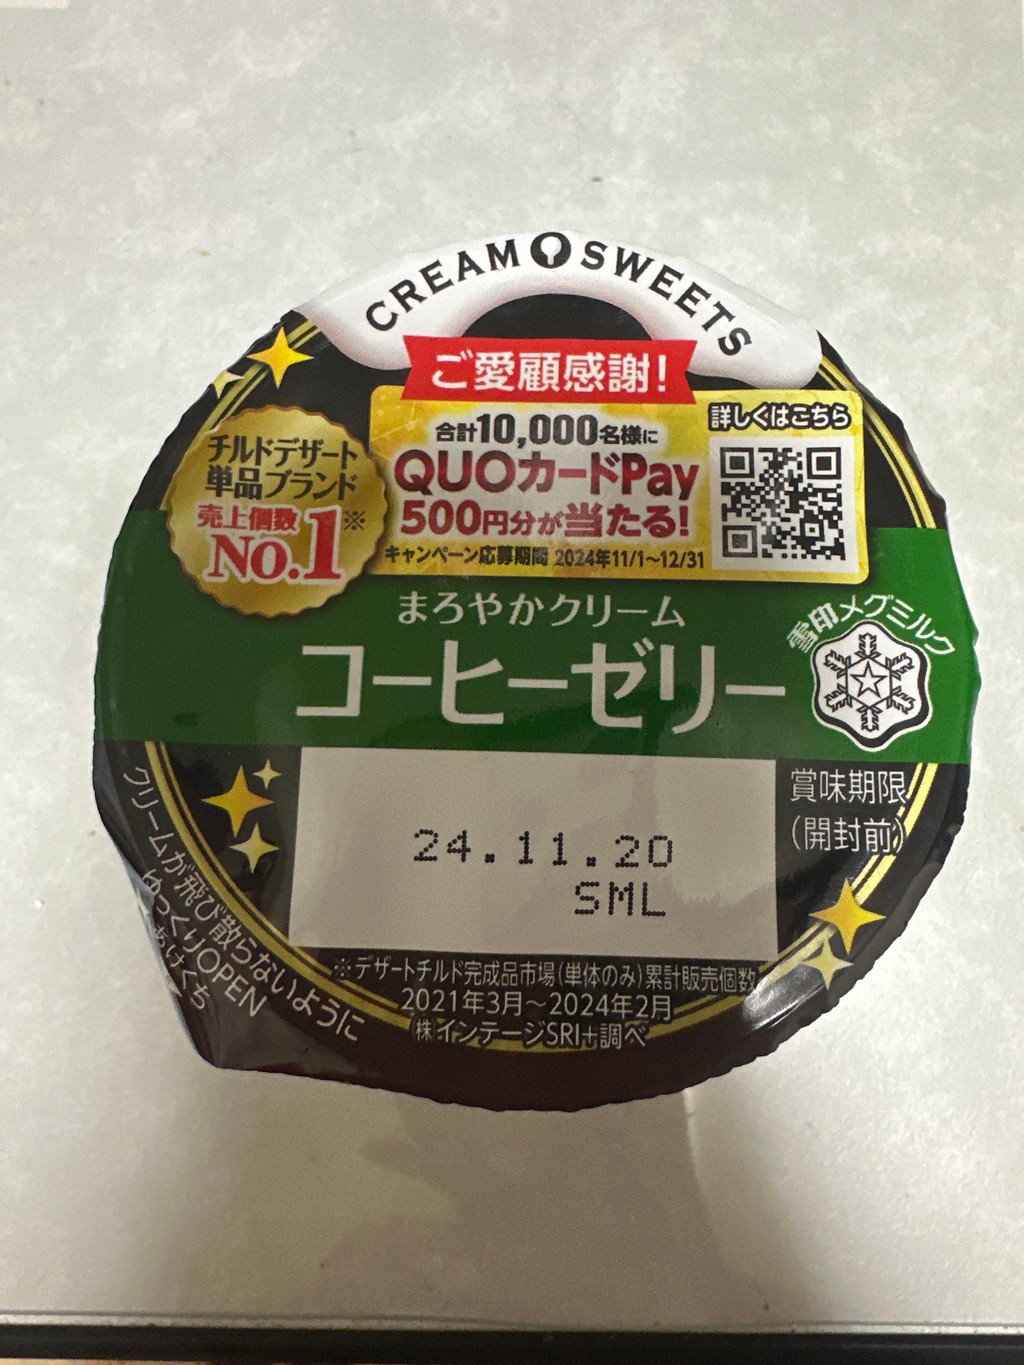 CREAM SWEETS
ご愛顧感謝!
合計10,000名様に
QUOカードPay
500円分が当たる!
キャンペーン応募期間 2024年11/1~12/31
詳しくはこちら
チルドデザート
単品ブランド
売上個数
No.1※
まろやかクリーム
コーヒーゼリー
雪印メグミルク
賞味期限
(開封前)
24.11.20
SML
※デザートチルド完成品市場(単体のみ)累計販売個数
2021年3月~2024年2月
㈱インテージSRI+調べ
クリームが飛び散らないように
ゆっくりOPEN
あけくち